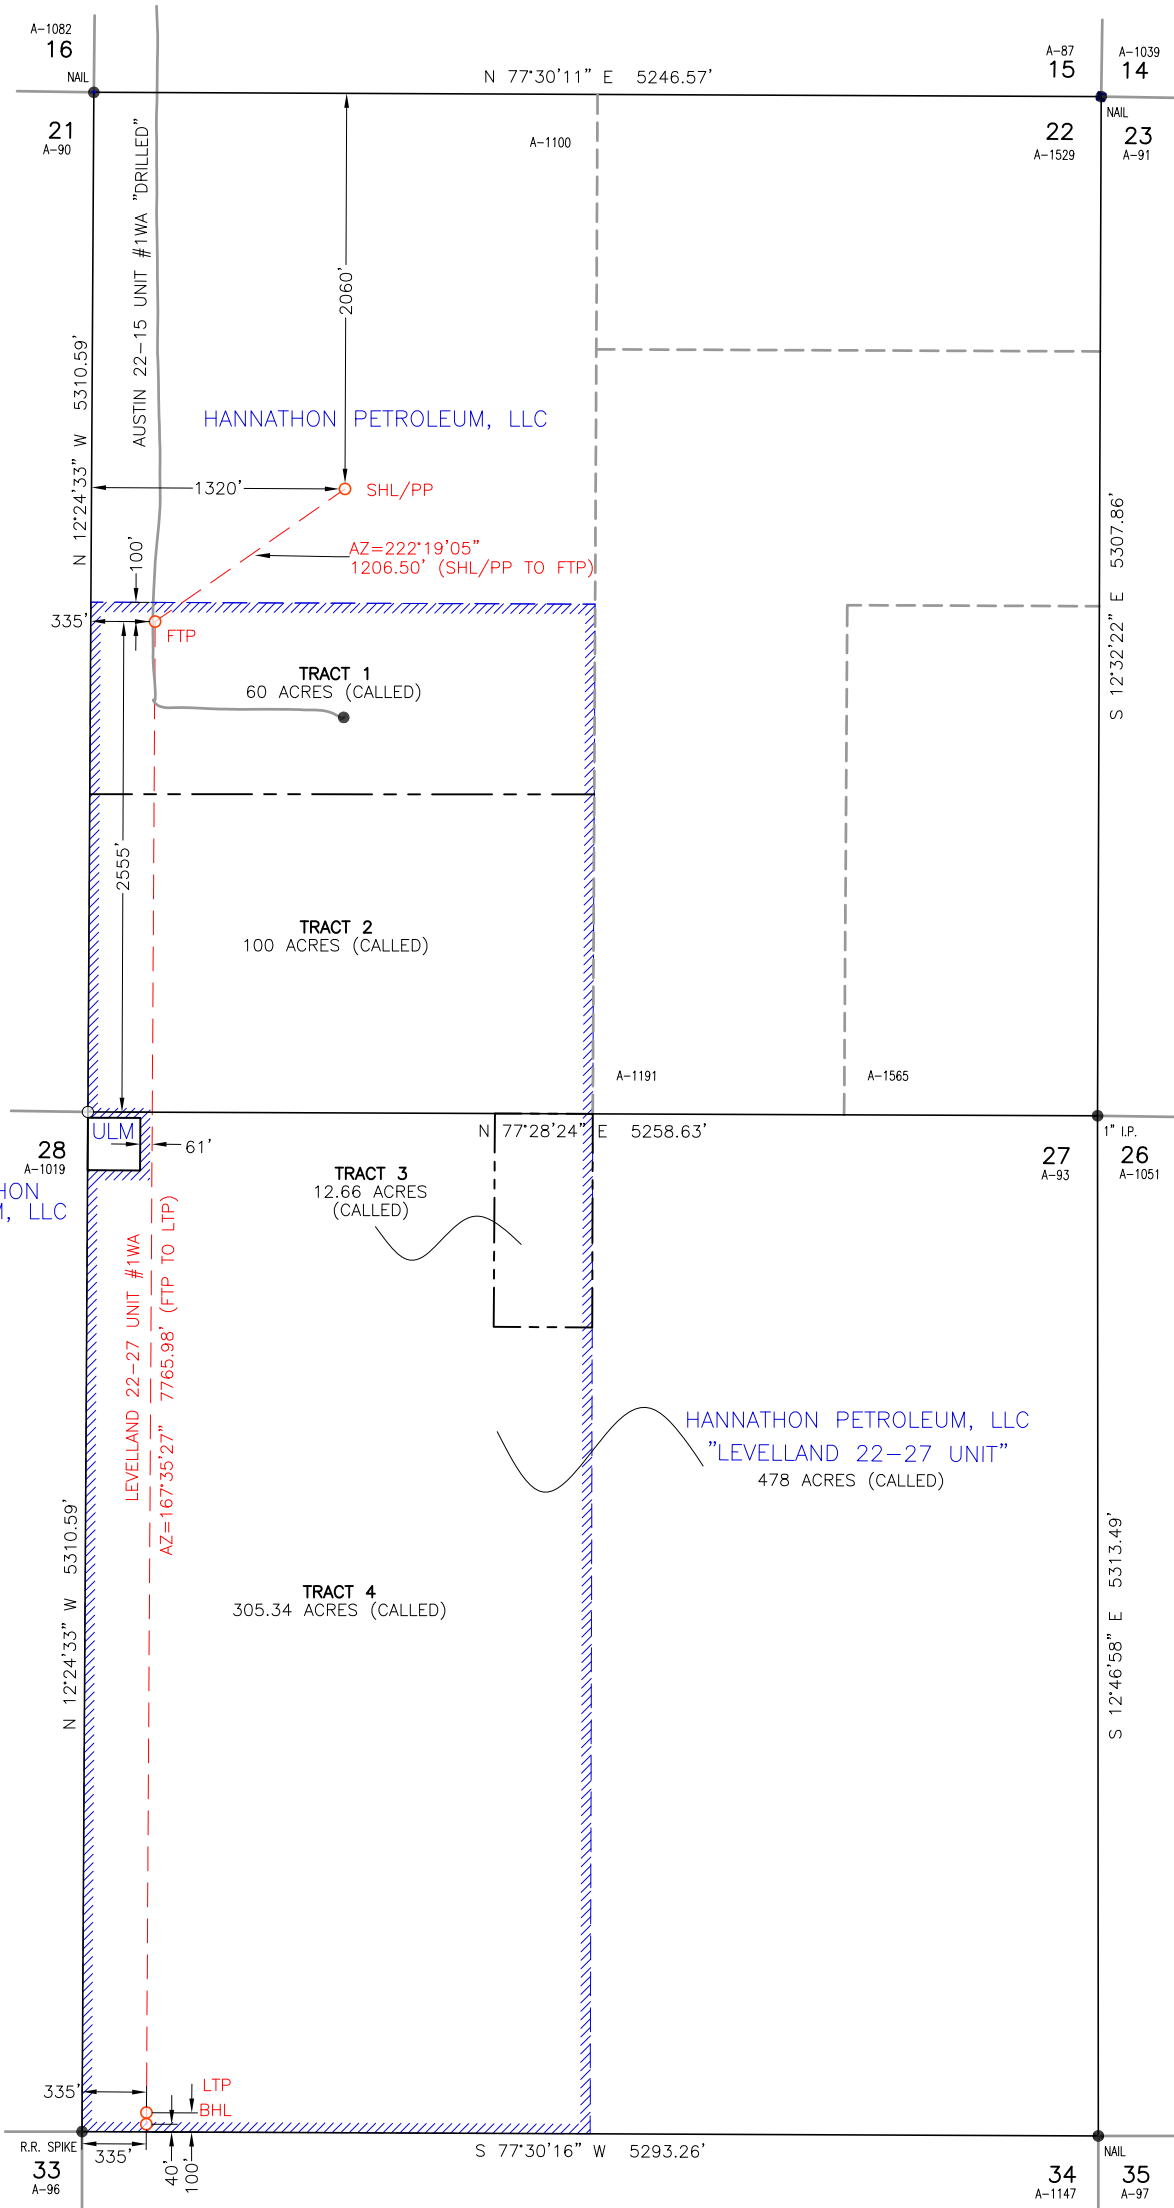 A-1082
16
NAIL
N 77°30'11" E 5246.57'
A-87
15
A-1039
14
NAIL
21
A-90
A-1100
22
A-1529
23
A-91
AUSTIN 22-15 UNIT #1WA "DRILLED"
2060'
N 12°24'33" W 5310.59'
HANNATHON PETROLEUM, LLC
1320'
SHL/PP
AZ=222°19'05"
1206.50' (SHL/PP TO FTP)
S 12°32'22" E 5307.86'
100'
335'
FTP
TRACT 1
60 ACRES (CALLED)
2555'
TRACT 2
100 ACRES (CALLED)
A-1191
A-1565
ULM
N 77°28'24" E 5258.63'
61'
1" I.P.
28
A-1019
27
A-93
26
A-1051
HON
M, LLC
TRACT 3
12.66 ACRES
(CALLED)
LEVELLAND 22-27 UNIT #1WA
AZ=167°35'27" 7765.98' (FTP TO LTP)
HANNATHON PETROLEUM, LLC
"LEVELLAND 22-27 UNIT"
478 ACRES (CALLED)
N 12°24'33" W 5310.59'
S 12°46'58" E 5313.49'
TRACT 4
305.34 ACRES (CALLED)
335'
LTP
BHL
R.R. SPIKE
33
A-96
335'
40'
100'
S 77°30'16" W 5293.26'
NAIL
34
A-1147
35
A-97